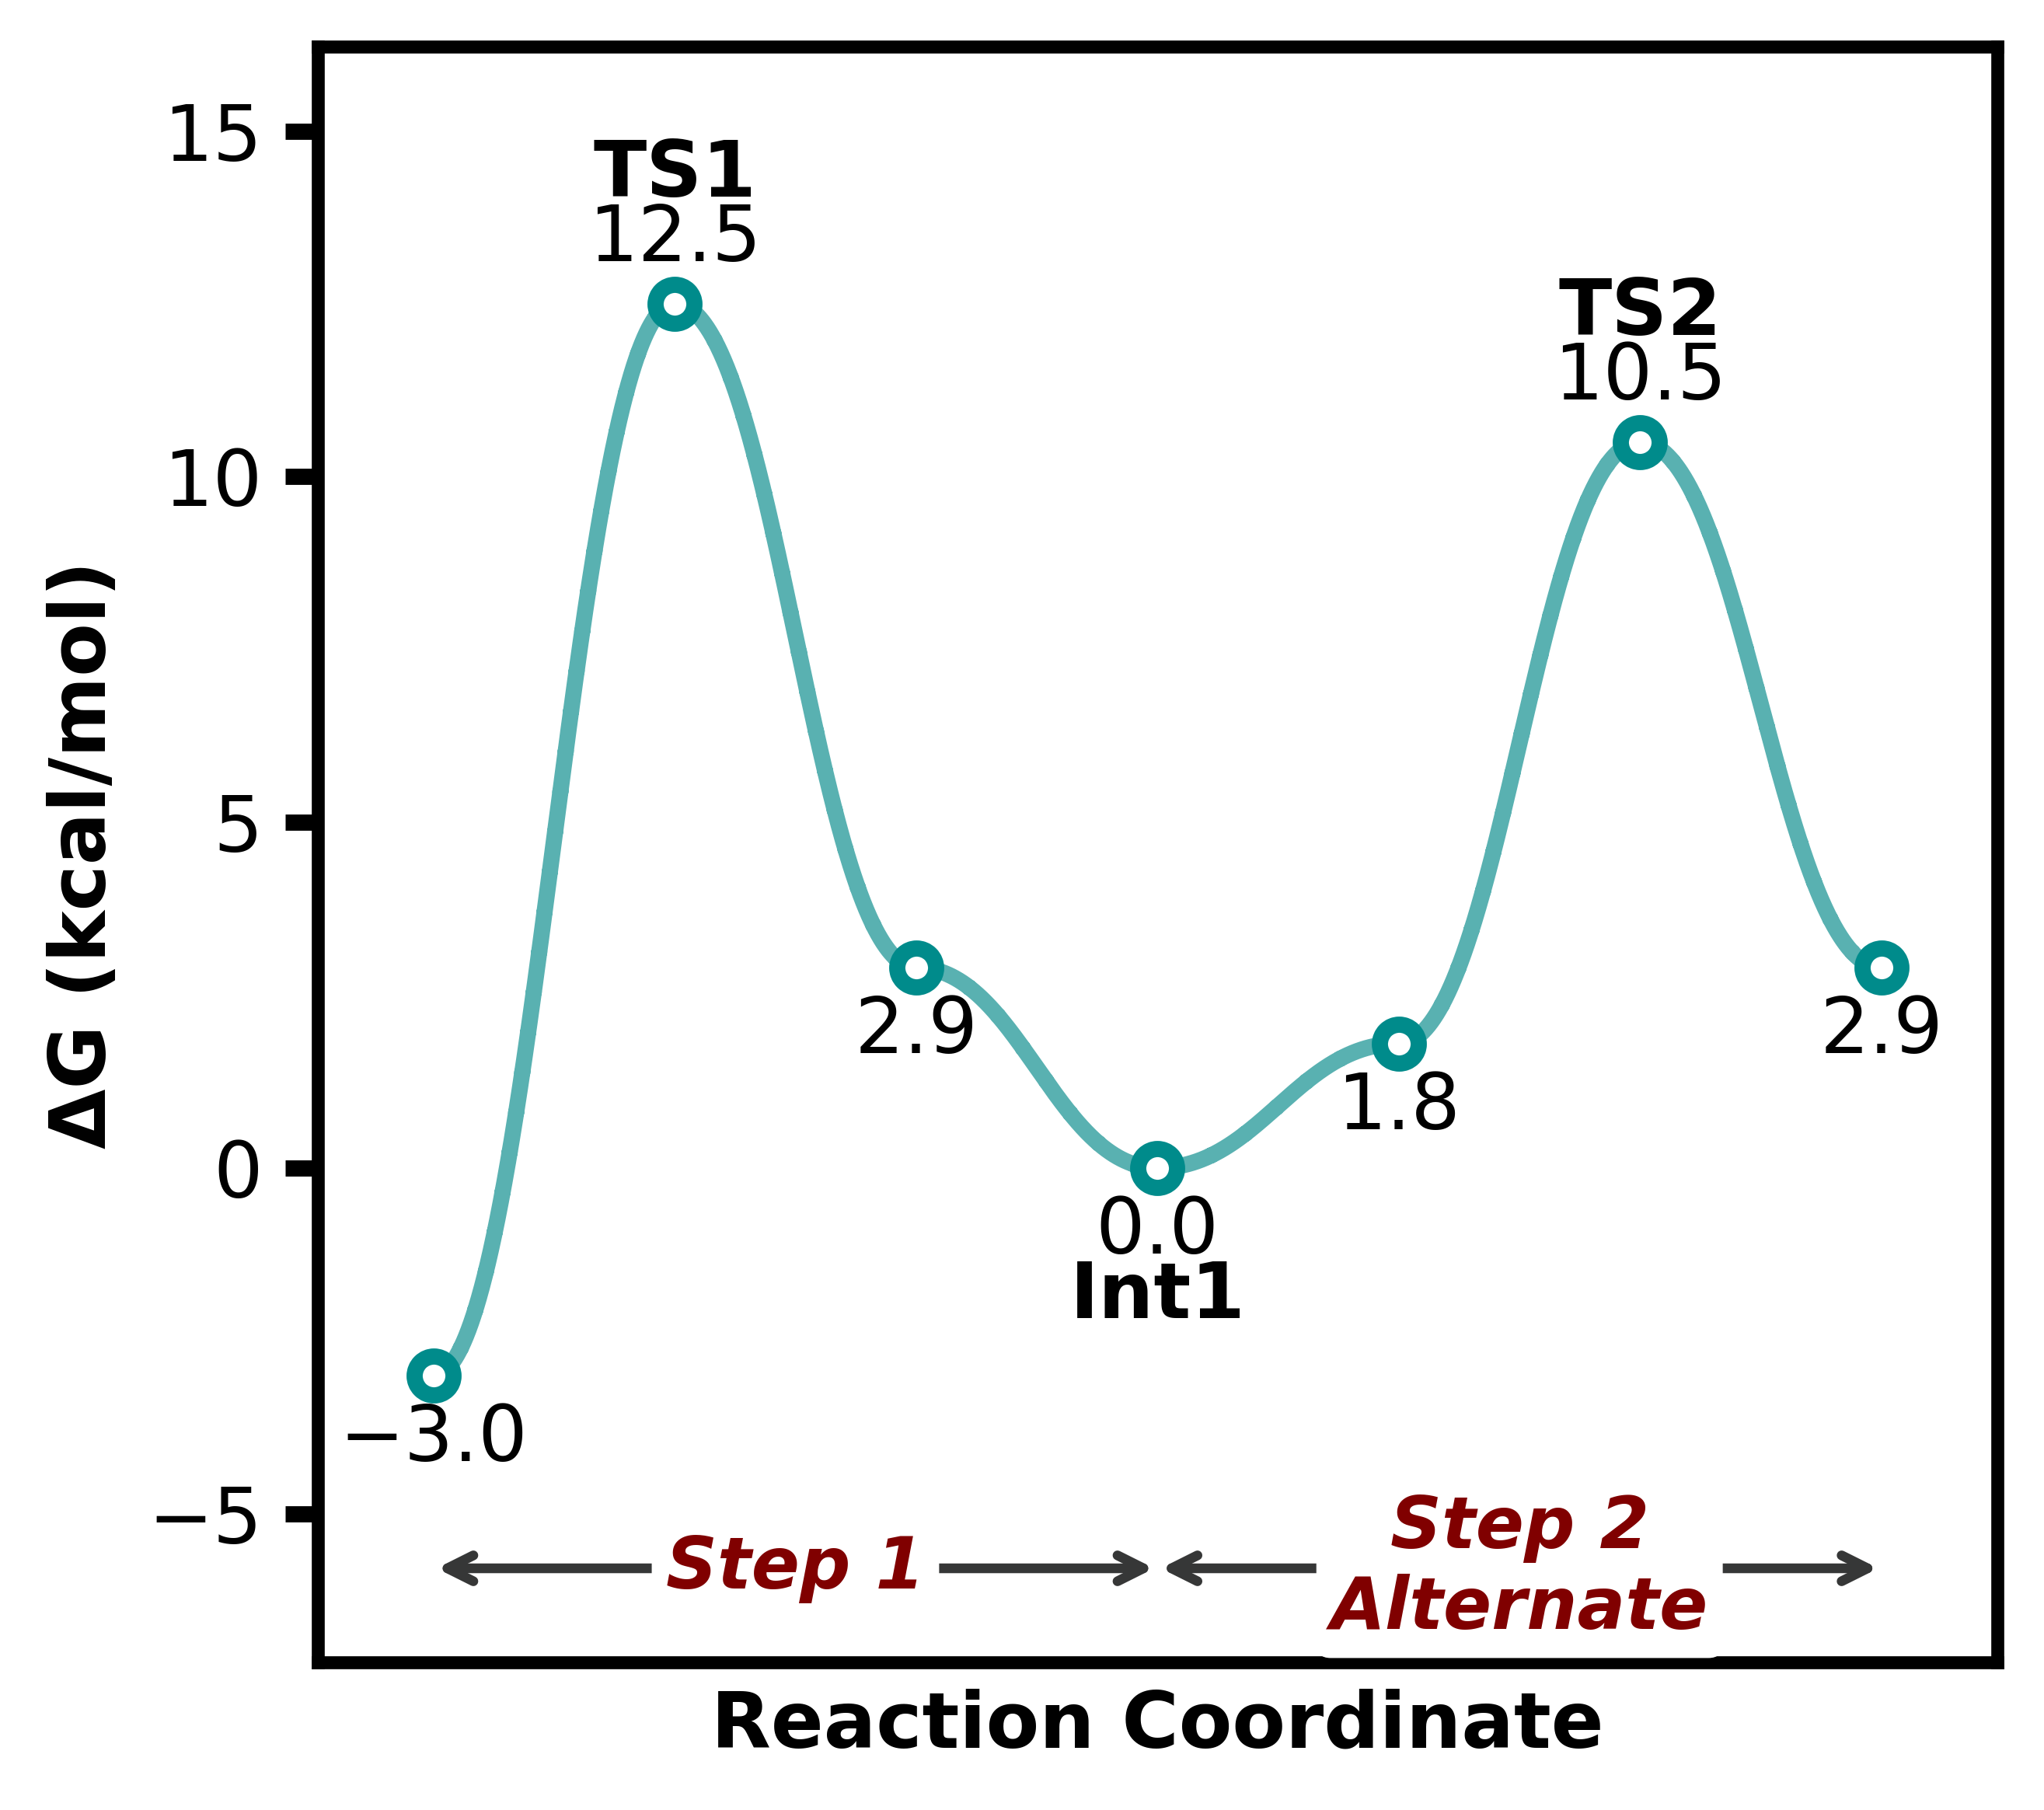 ΔG (kcal/mol)
15
10
5
0
−5
TS1
12.5
TS2
10.5
2.9
2.9
1.8
0.0
Int1
−3.0
Step 1
Step 2
Alternate
Reaction Coordinate